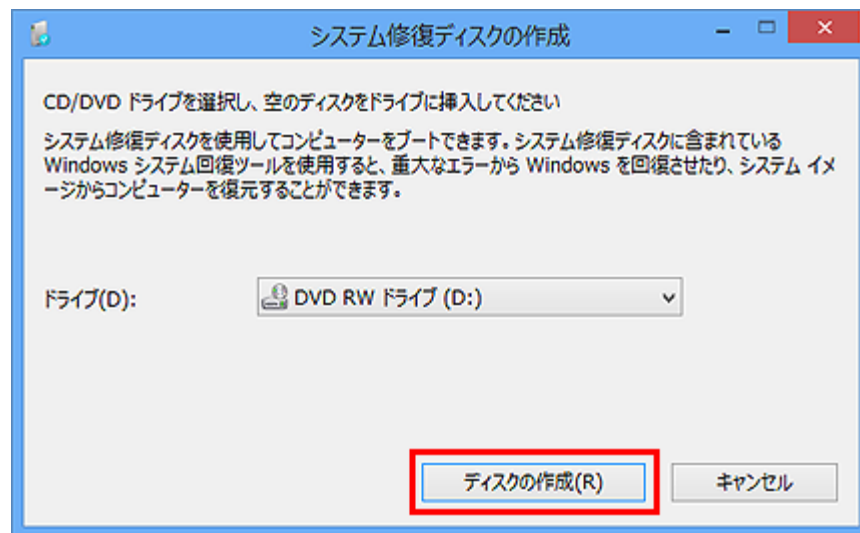 システム修復ディスクの作成
CD/DVD ドライブを選択し、空のディスクをドライブに挿入してください
システム修復ディスクを使用してコンピューターをブートできます。システム修復ディスクに含まれている
Windows システム回復ツールを使用すると、重大なエラーから Windows を回復させたり、システム イメ
ージからコンピューターを復元することができます。
ドライブ(D): DVD RW ドライブ (D:)
ディスクの作成(R) キャンセル